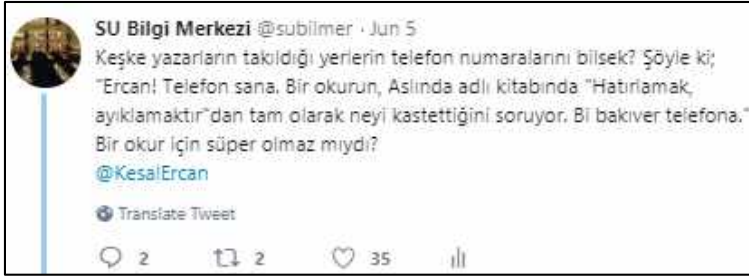 SU Bilgi Merkezi @subilmer · Jun 5
Keşke yazarların takıldığı yerlerin telefon numaralarını bilsek? Şöyle ki;
"Ercan! Telefon sana. Bir okurun, Aslında adlı kitabında "Hatırlamak,
ayıklamaktır"dan tam olarak neyi kastettiğini soruyor. Bi bakıver telefona."
Bir okur için süper olmaz mıydı?
@KesalErcan
Translate Tweet
2 2 35